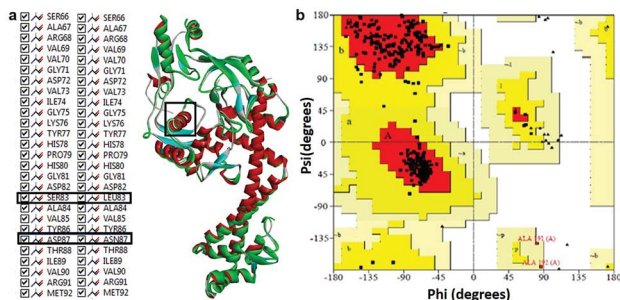 a
SER66 SER66
ALA67 ALA67
ARG68 ARG68
VAL69 VAL69
VAL70 VAL70
GLY71 GLY71
ASP72 ASP72
VAL73 VAL73
ILE74 ILE74
GLY75 GLY75
LYS76 LYS76
TYR77 TYR77
HIS78 HIS78
PRO79 PRO79
HIS80 HIS80
GLY81 GLY81
ASP82 ASP82
SER83 LEU83
ALA84 ALA84
VAL85 VAL85
TYR86 TYR86
ASP87 ASN87
THR88 THR88
ILE89 ILE89
VAL90 VAL90
ARG91 ARG91
MET92 MET92
b
Psi(degrees)
180
135
90
45
0
-45
-90
-135
-180 -135 -90 -45 0 45 90 135 180
Phi (degrees)
b
a
A
l
p
b
b
ALA 191 (A)
ALA 192 (A)